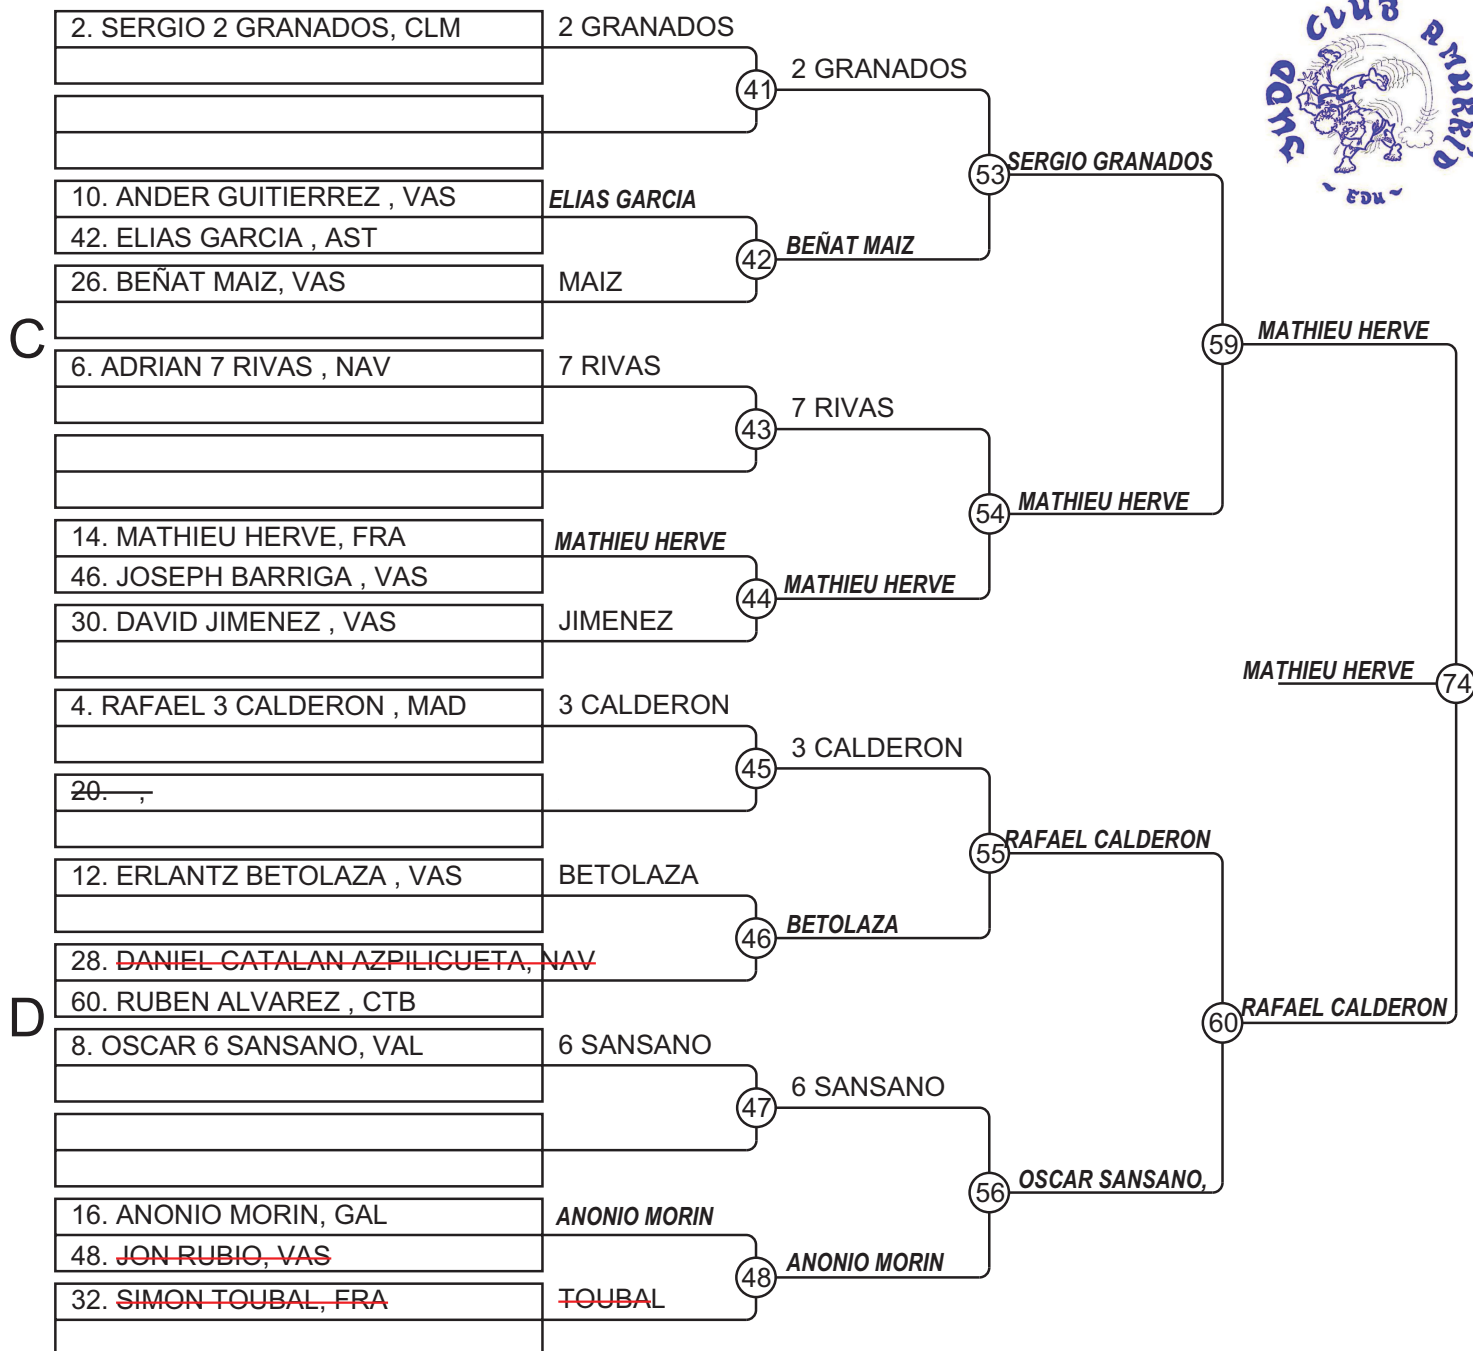 2. SERGIO 2 GRANADOS, CLM
2 GRANADOS
41
2 GRANADOS
JUDO CLUB AMURRIO
~ EDU ~
53
SERGIO GRANADOS
10. ANDER GUITIERREZ , VAS
ELIAS GARCIA
42. ELIAS GARCIA , AST
42
BEÑAT MAIZ
26. BEÑAT MAIZ, VAS
MAIZ
C
59
MATHIEU HERVE
6. ADRIAN 7 RIVAS , NAV
7 RIVAS
43
7 RIVAS
54
MATHIEU HERVE
14. MATHIEU HERVE, FRA
MATHIEU HERVE
46. JOSEPH BARRIGA , VAS
44
MATHIEU HERVE
30. DAVID JIMENEZ , VAS
JIMENEZ
MATHIEU HERVE
74
4. RAFAEL 3 CALDERON , MAD
3 CALDERON
45
3 CALDERON
20. ,
55
RAFAEL CALDERON
12. ERLANTZ BETOLAZA , VAS
BETOLAZA
46
BETOLAZA
28. DANIEL CATALAN AZPILICUETA, NAV
60. RUBEN ALVAREZ , CTB
D
60
RAFAEL CALDERON
8. OSCAR 6 SANSANO, VAL
6 SANSANO
47
6 SANSANO
56
OSCAR SANSANO,
16. ANONIO MORIN, GAL
ANONIO MORIN
48. JON RUBIO, VAS
48
ANONIO MORIN
32. SIMON TOUBAL, FRA
TOUBAL